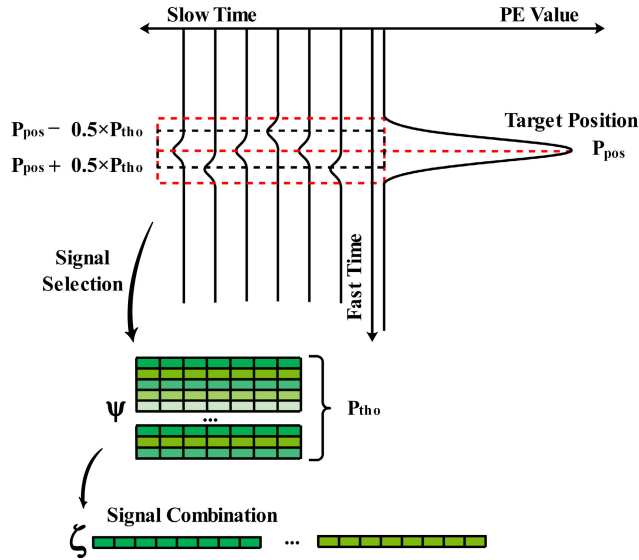 Slow Time
PE Value
Target Position
Ppos
Ppos − 0.5×Ptho
Ppos + 0.5×Ptho
Signal
Selection
Fast Time
Ψ
...
Ptho
Signal Combination
ζ
...